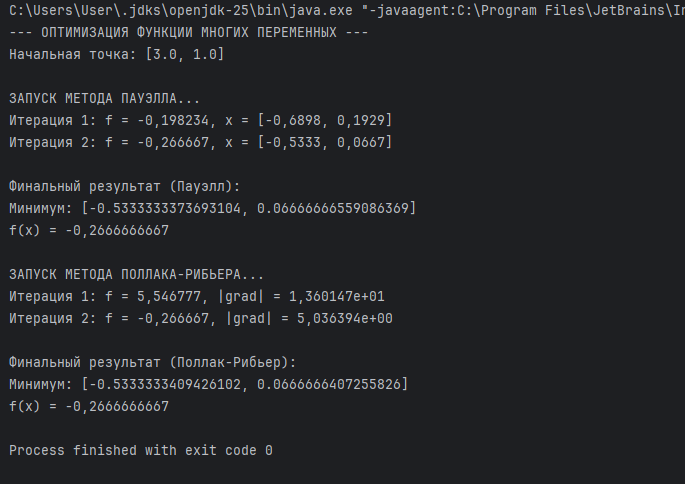 C:\Users\User\.jdks\openjdk-25\bin\java.exe "-javaagent:C:\Program Files\JetBrains\In
--- ОПТИМИЗАЦИЯ ФУНКЦИИ МНОГИХ ПЕРЕМЕННЫХ ---
Начальная точка: [3.0, 1.0]
ЗАПУСК МЕТОДА ПАУЭЛЛА...
Итерация 1: f = -0,198234, x = [-0,6898, 0,1929]
Итерация 2: f = -0,266667, x = [-0,5333, 0,0667]
Финальный результат (Пауэлл):
Минимум: [-0.5333333373693104, 0.06666666559086369]
f(x) = -0,2666666667
ЗАПУСК МЕТОДА ПОЛЛАКА-РИБЬЕРА...
Итерация 1: f = 5,546777, |grad| = 1,360147e+01
Итерация 2: f = -0,266667, |grad| = 5,036394e+00
Финальный результат (Поллак-Рибьер):
Минимум: [-0.5333333409426102, 0.0666666407255826]
f(x) = -0,2666666667
Process finished with exit code 0